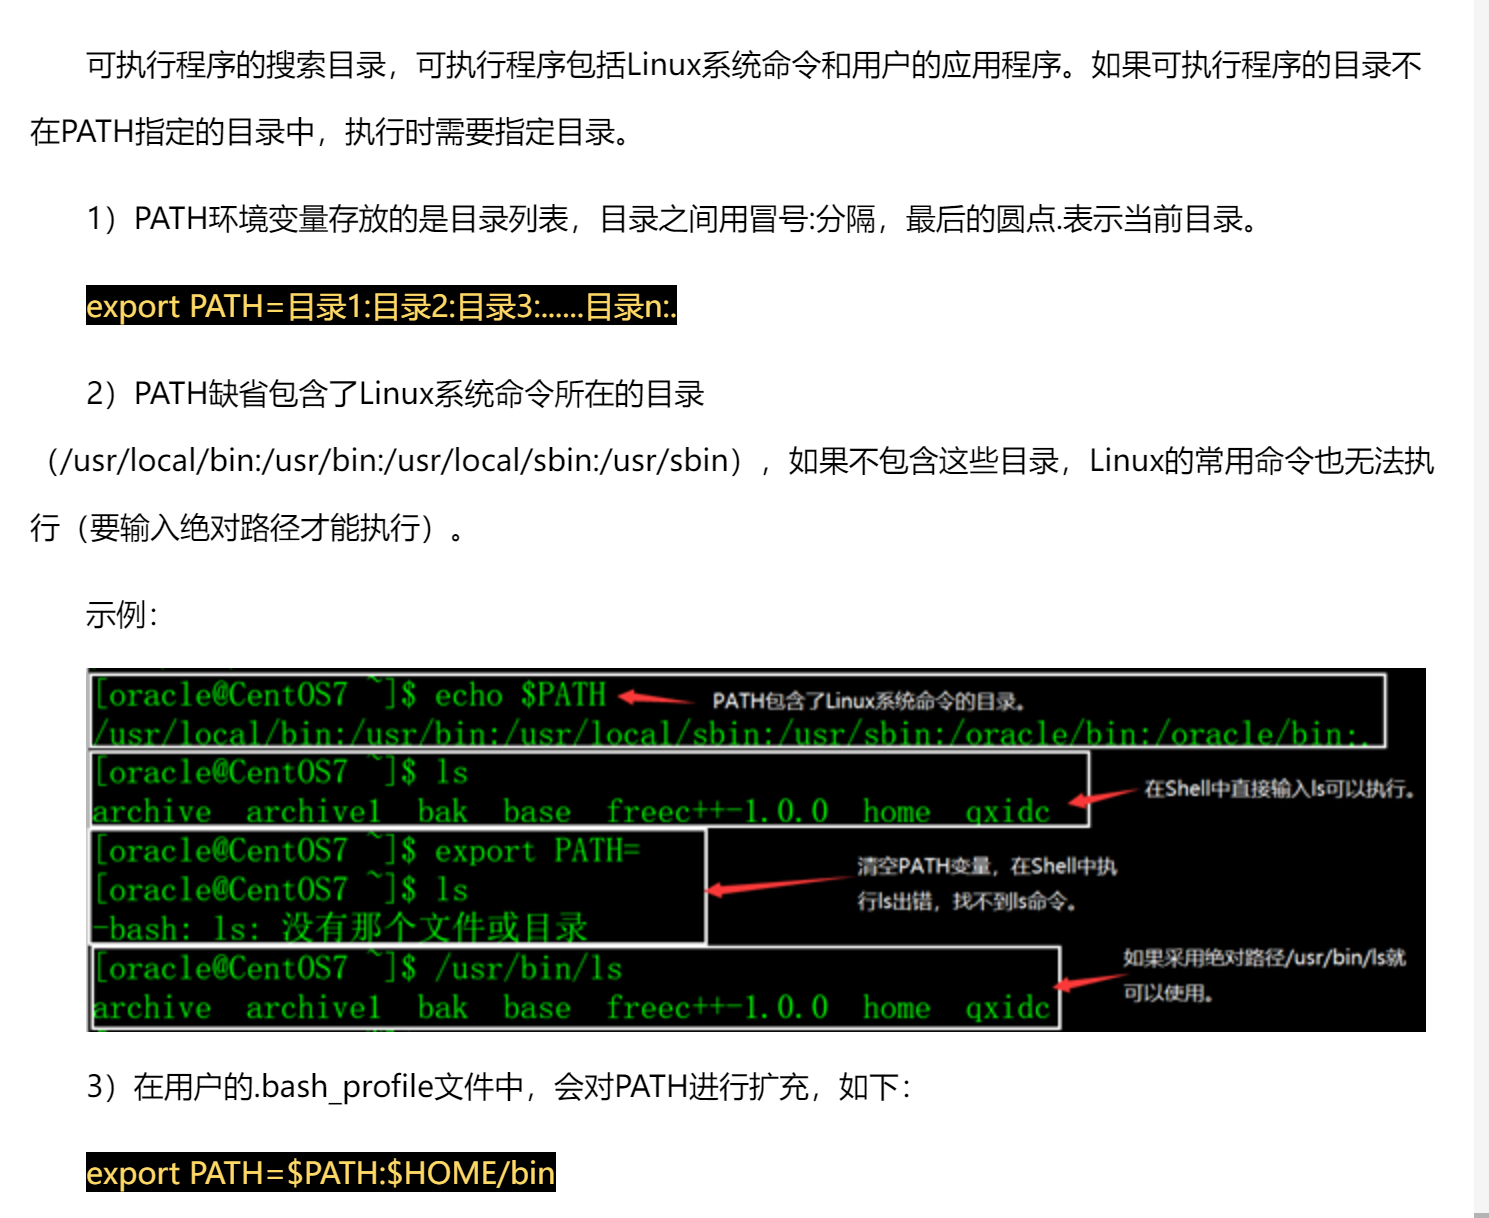 可执行程序的搜索目录，可执行程序包括Linux系统命令和用户的应用程序。如果可执行程序的目录不
在PATH指定的目录中，执行时需要指定目录。
1）PATH环境变量存放的是目录列表，目录之间用冒号:分隔，最后的圆点.表示当前目录。
export PATH=目录1:目录2:目录3:......目录n:.
2）PATH缺省包含了Linux系统命令所在的目录
（/usr/local/bin:/usr/bin:/usr/local/sbin:/usr/sbin），如果不包含这些目录，Linux的常用命令也无法执
行（要输入绝对路径才能执行）。
示例：
[oracle@CentOS7 ~]$ echo $PATH
PATH包含了Linux系统命令的目录。
/usr/local/bin:/usr/bin:/usr/local/sbin:/usr/sbin:/oracle/bin:/oracle/bin:.
[oracle@CentOS7 ~]$ ls
在Shell中直接输入ls可以执行。
archive archive1 bak base freec++-1.0.0 home qxidc
[oracle@CentOS7 ~]$ export PATH=
清空PATH变量，在Shell中执
[oracle@CentOS7 ~]$ ls
行ls出错，找不到ls命令。
-bash: ls: 没有那个文件或目录
[oracle@CentOS7 ~]$ /usr/bin/ls
如果采用绝对路径/usr/bin/ls就
可以使用。
archive archive1 bak base freec++-1.0.0 home qxidc
3）在用户的.bash_profile文件中，会对PATH进行扩充，如下：
export PATH=$PATH:$HOME/bin